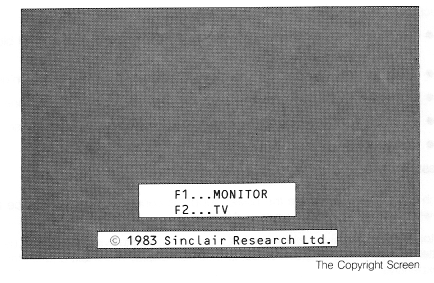 F1...MONITOR
F2...TV
© 1983 Sinclair Research Ltd.
The Copyright Screen